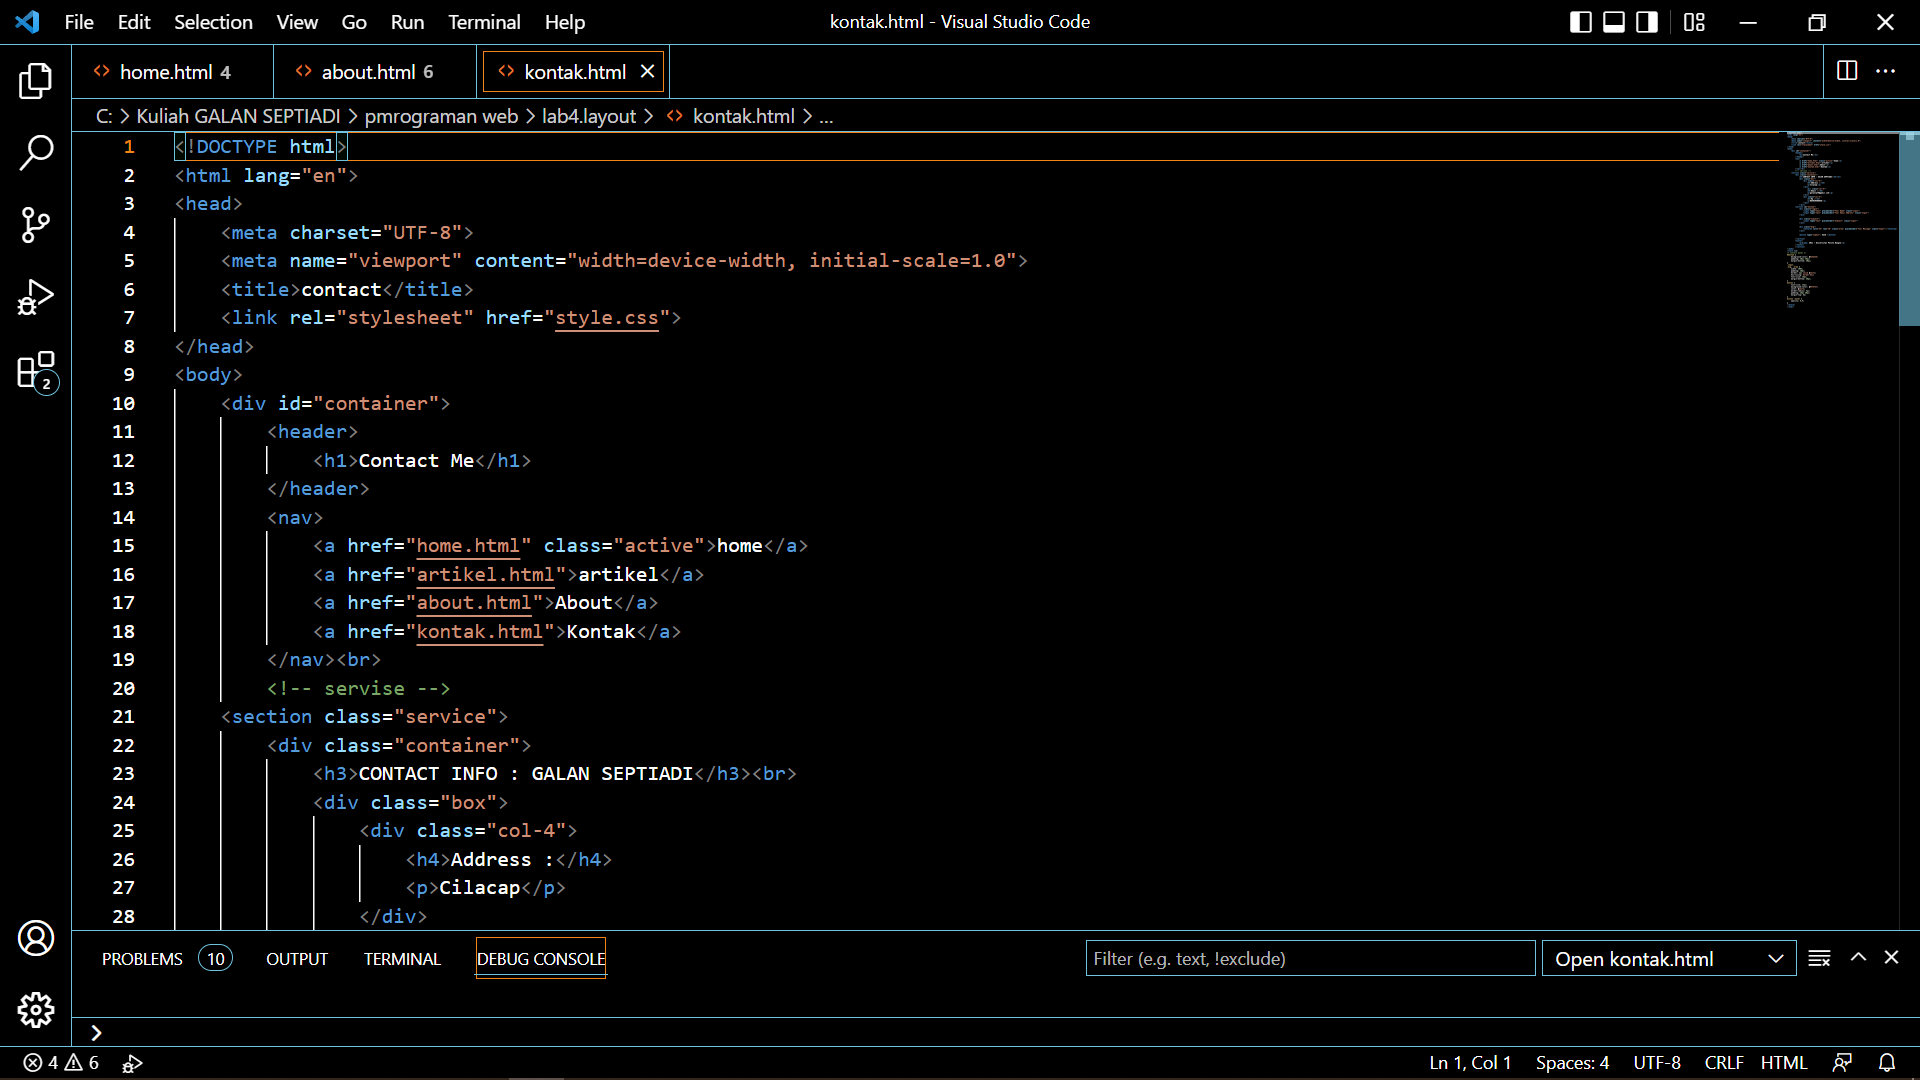 File Edit Selection View Go Run Terminal Help kontak.html - Visual Studio Code
home.html 4 about.html 6 kontak.html
C: > Kuliah GALAN SEPTIADI > pmrograman web > lab4.layout > kontak.html > ...
1 <!DOCTYPE html>
2 <html lang="en">
3 <head>
4 <meta charset="UTF-8">
5 <meta name="viewport" content="width=device-width, initial-scale=1.0">
6 <title>contact</title>
7 <link rel="stylesheet" href="style.css">
8 </head>
9 <body>
10 <div id="container">
11 <header>
12 <h1>Contact Me</h1>
13 </header>
14 <nav>
15 <a href="home.html" class="active">home</a>
16 <a href="artikel.html">artikel</a>
17 <a href="about.html">About</a>
18 <a href="kontak.html">Kontak</a>
19 </nav><br>
20 <!-- servise -->
21 <section class="service">
22 <div class="container">
23 <h3>CONTACT INFO : GALAN SEPTIADI</h3><br>
24 <div class="box">
25 <div class="col-4">
26 <h4>Address :</h4>
27 <p>Cilacap</p>
28 </div>
2
PROBLEMS 10 OUTPUT TERMINAL DEBUG CONSOLE Filter (e.g. text, !exclude) Open kontak.html
>
4 6 Ln 1, Col 1 Spaces: 4 UTF-8 CRLF HTML